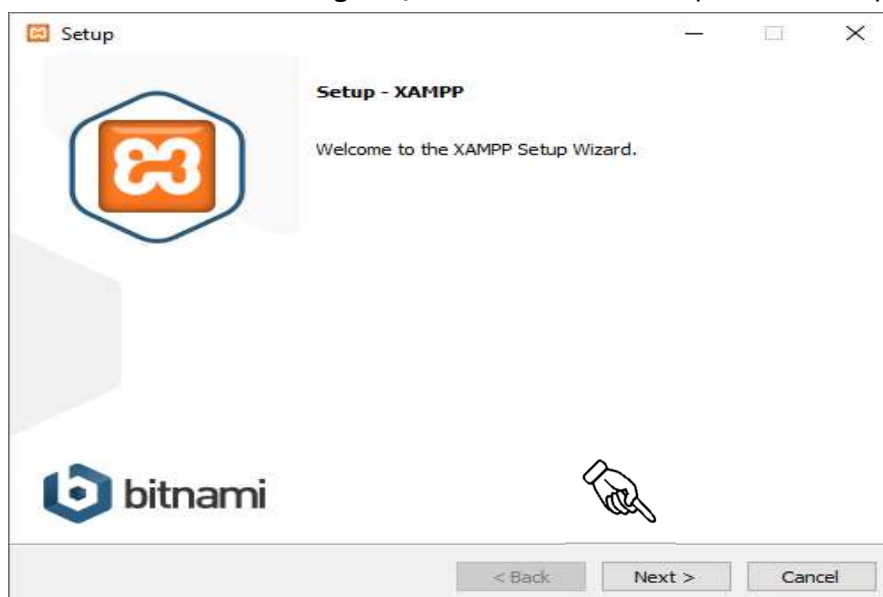 Setup
Setup - XAMPP
Welcome to the XAMPP Setup Wizard.
bitnami
< Back
Next >
Cancel